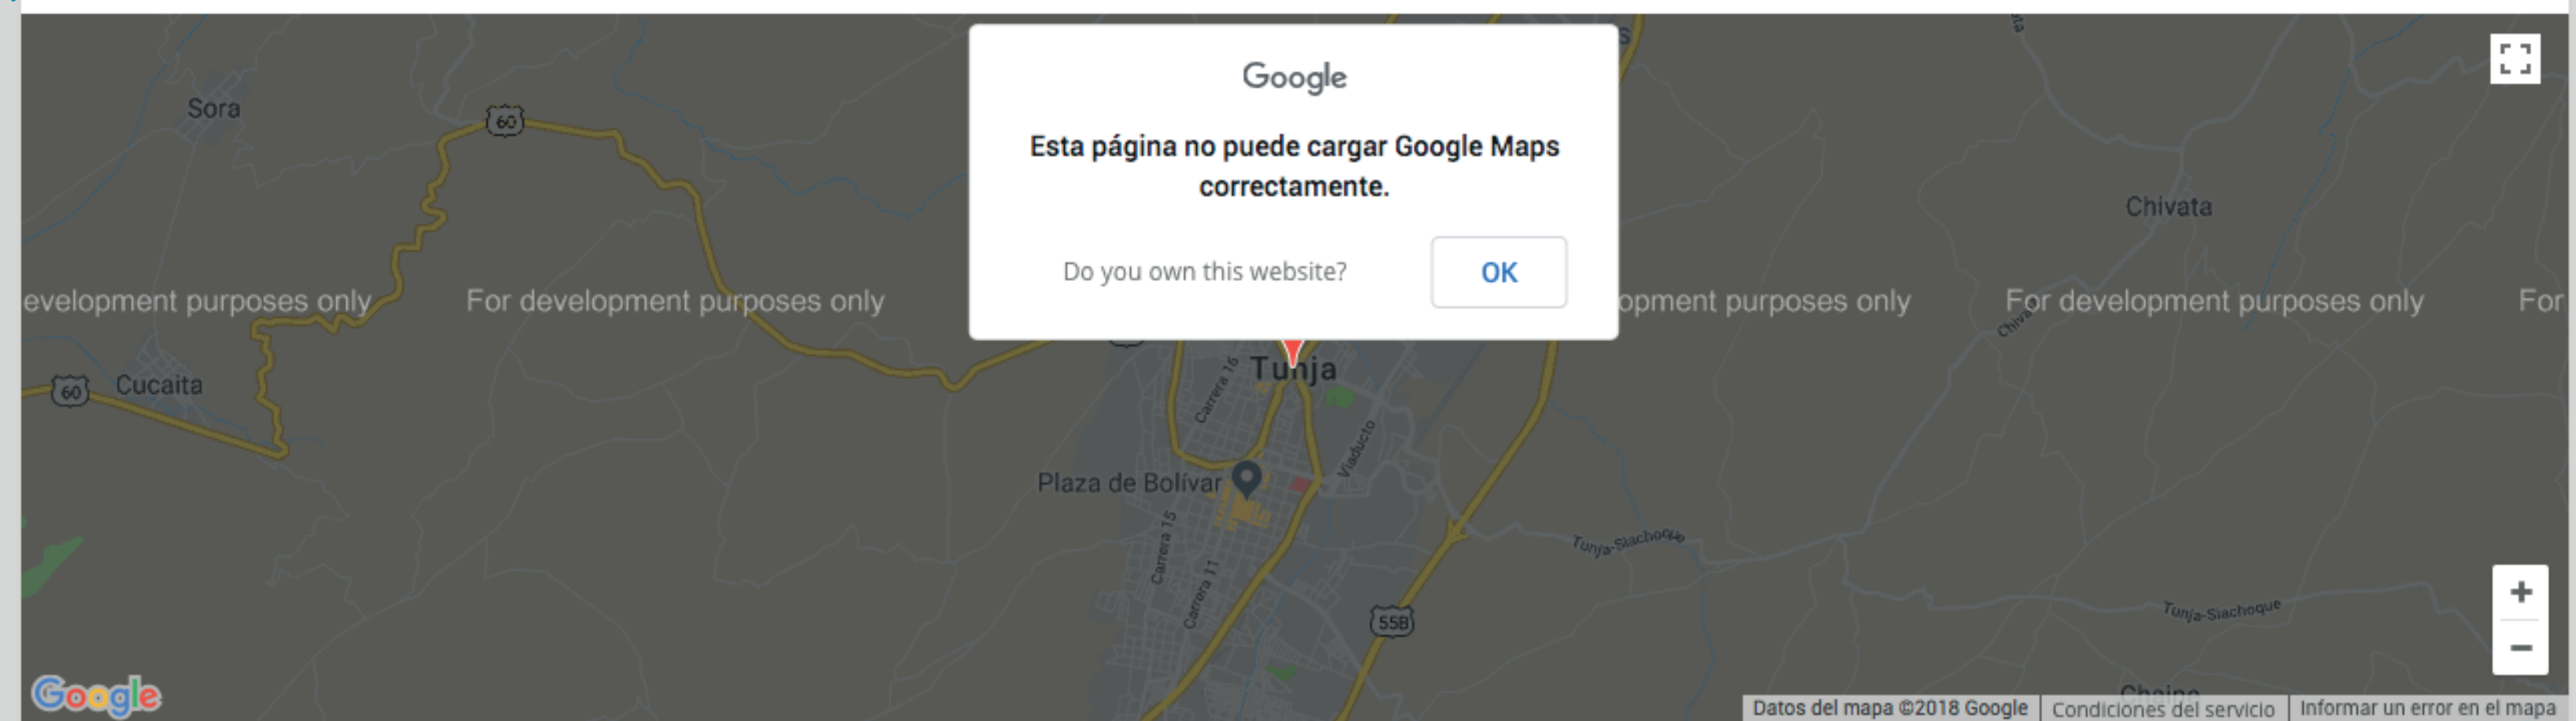 Google
Esta página no puede cargar Google Maps
correctamente.
Do you own this website?
OK
Sora
60
Chivata
evelopment purposes only
For development purposes only
opment purposes only
For development purposes only
For
Chiva
60
Cucaita
Tunja
Carrera 16
Viaducto
Plaza de Bolívar
Carrera 15
Carrera 11
Tunja-Siachoque
Tunja-Siachoque
55B
Google
Datos del mapa ©2018 Google
Condiciones del servicio
Informar un error en el mapa